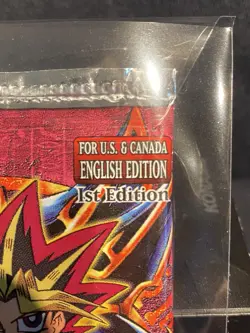 FOR U.S. & CANADA
ENGLISH EDITION
1st Edition